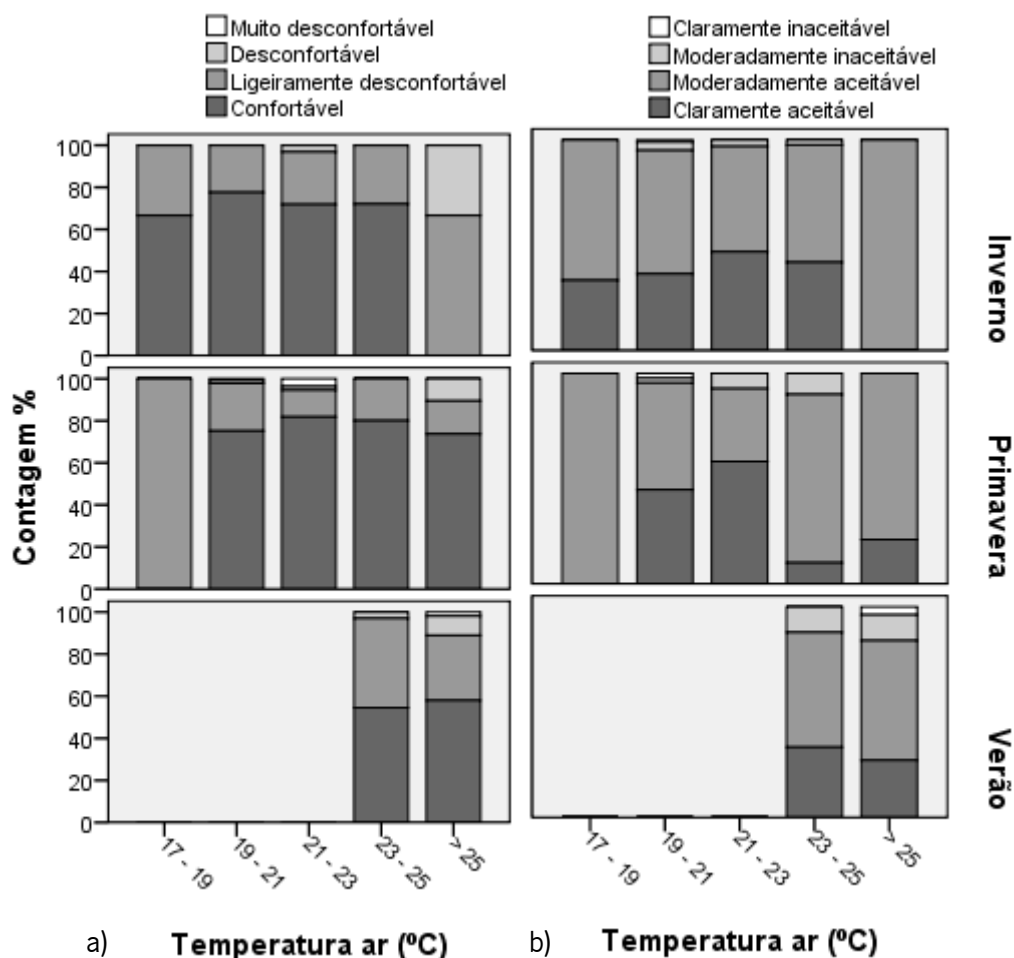 Muito desconfortável
Desconfortável
Ligeiramente desconfortável
Confortável
Claramente inaceitável
Moderadamente inaceitável
Moderadamente aceitável
Claramente aceitável
Contagem %
100
80
60
40
20
0
100
80
60
40
20
0
100
80
60
40
20
0
Inverno
Primavera
Verão
17 - 19
19 - 21
21 - 23
23 - 25
> 25
17 - 19
19 - 21
21 - 23
23 - 25
> 25
a) Temperatura ar (ºC)
b) Temperatura ar (ºC)